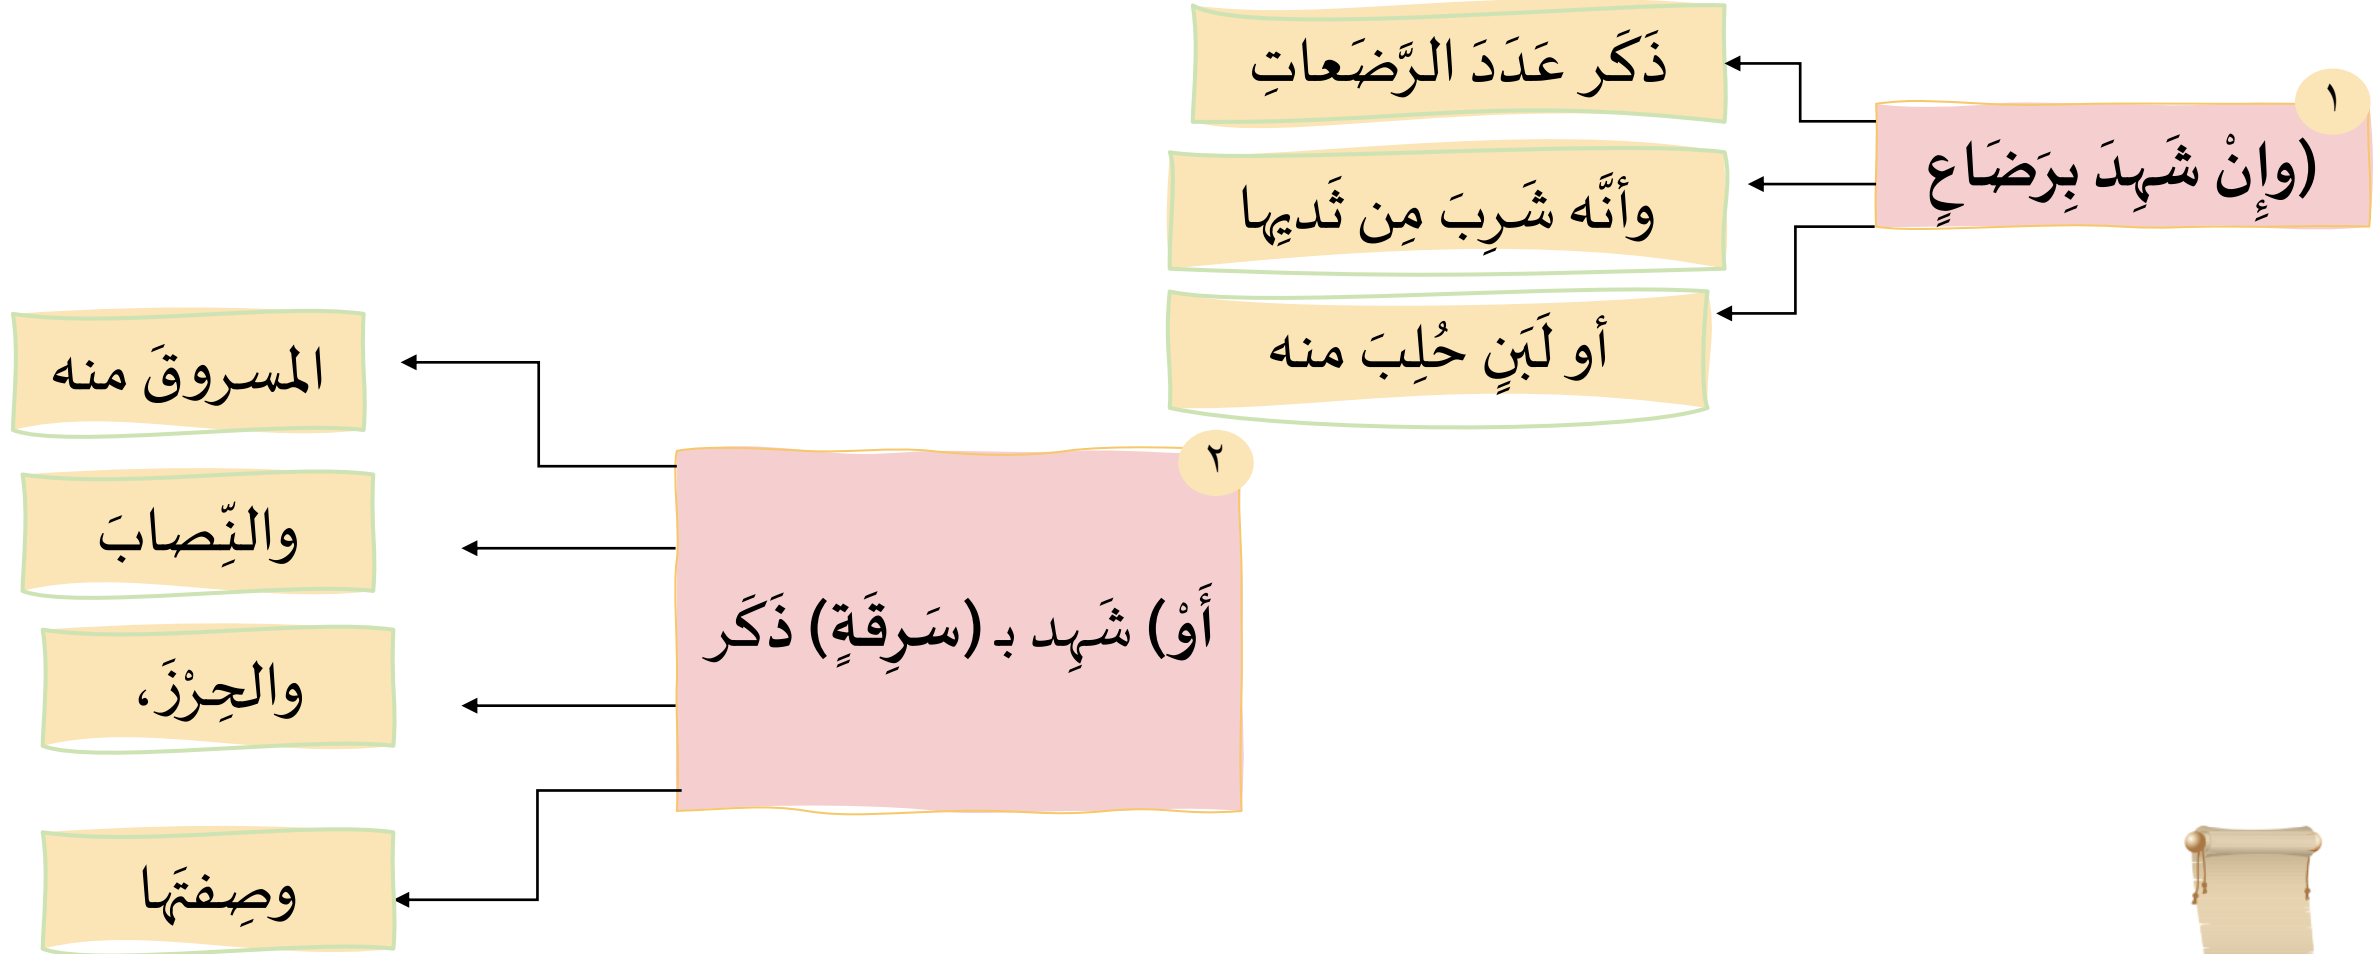 ١
(وإِنْ شَهِدَ بِرَضَاعٍ
ذَكَر عَدَدَ الرَّضَعاتِ
وأنَّه شَرِبَ مِن ثَديِها
أو لَبَنٍ حُلِبَ منه
٢
أَوْ) شَهِد بـ (سَرِقَةٍ) ذَكَر
المسروقَ منه
والنِّصابَ
والحِرْزَ،
وصِفتَها